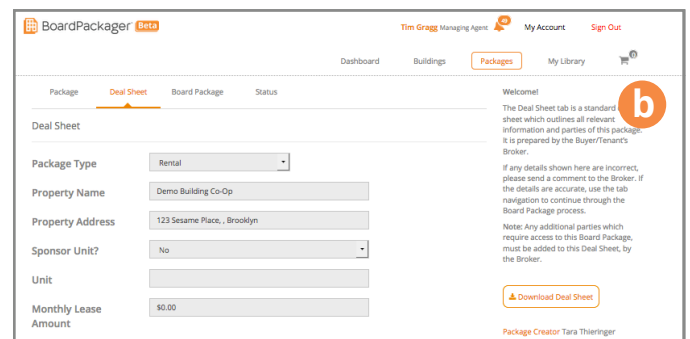 BoardPackager Beta
Tim Gragg Managing Agent 49 My Account Sign Out
Dashboard Buildings Packages My Library 0
Package Deal Sheet Board Package Status
Deal Sheet
Package Type Rental
Property Name Demo Building Co-Op
Property Address 123 Sesame Place, , Brooklyn
Sponsor Unit? No
Unit
Monthly Lease
Amount
$0.00
Welcome!
The Deal Sheet tab is a standard
sheet which outlines all relevant
information and parties of this package.
It is prepared by the Buyer/Tenant's
Broker.
If any details shown here are incorrect,
please send a comment to the Broker. If
the details are accurate, use the tab
navigation to continue through the
Board Package process.
Note: Any additional parties which
require access to this Board Package,
must be added to this Deal Sheet, by
the Broker.
Download Deal Sheet
Package Creator Tara Thieringer
b